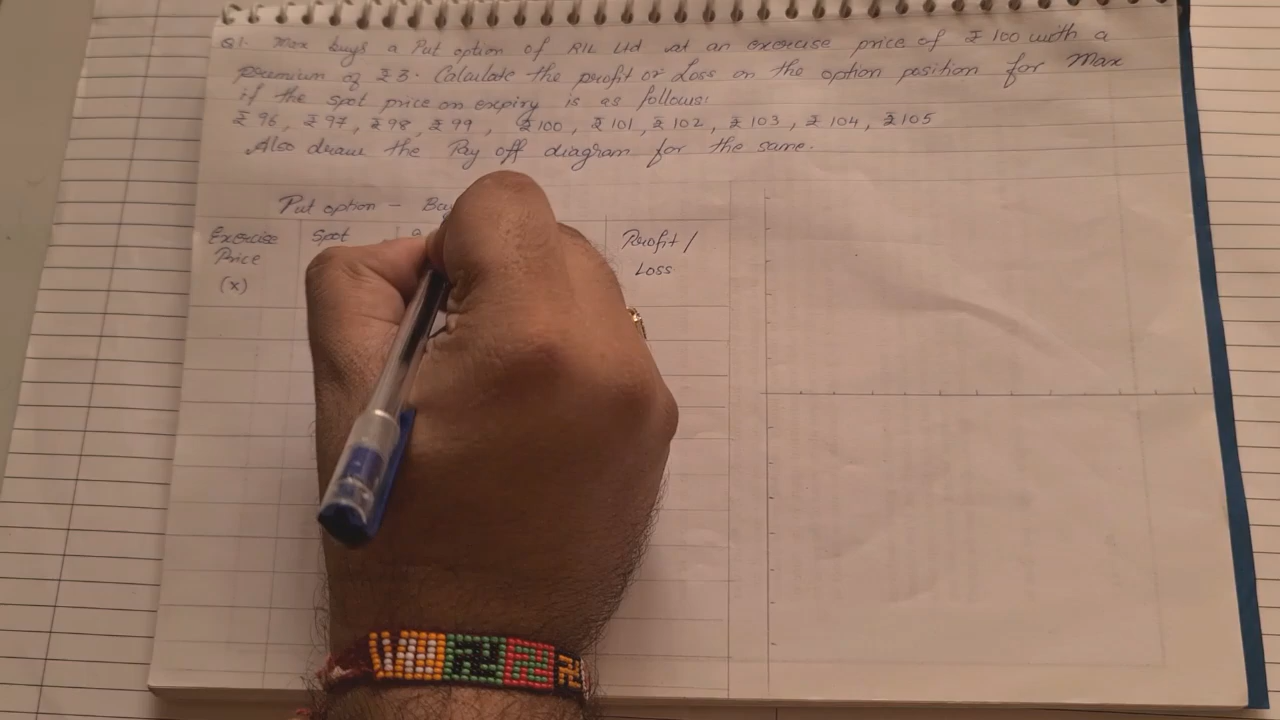 Q1. Max buys a Put option of RIL Ltd at an exercise price of ₹ 100 with a
premium of ₹ 3. Calculate the profit or Loss on the option position for Max
if the spot price on expiry is as follows:
₹ 96, ₹ 97, ₹ 98, ₹ 99, ₹ 100, ₹ 101, ₹ 102, ₹ 103, ₹ 104, ₹ 105
Also draw the Pay off diagram for the same.
Put option -
Exercise Price (x)
Spot
Profit / Loss